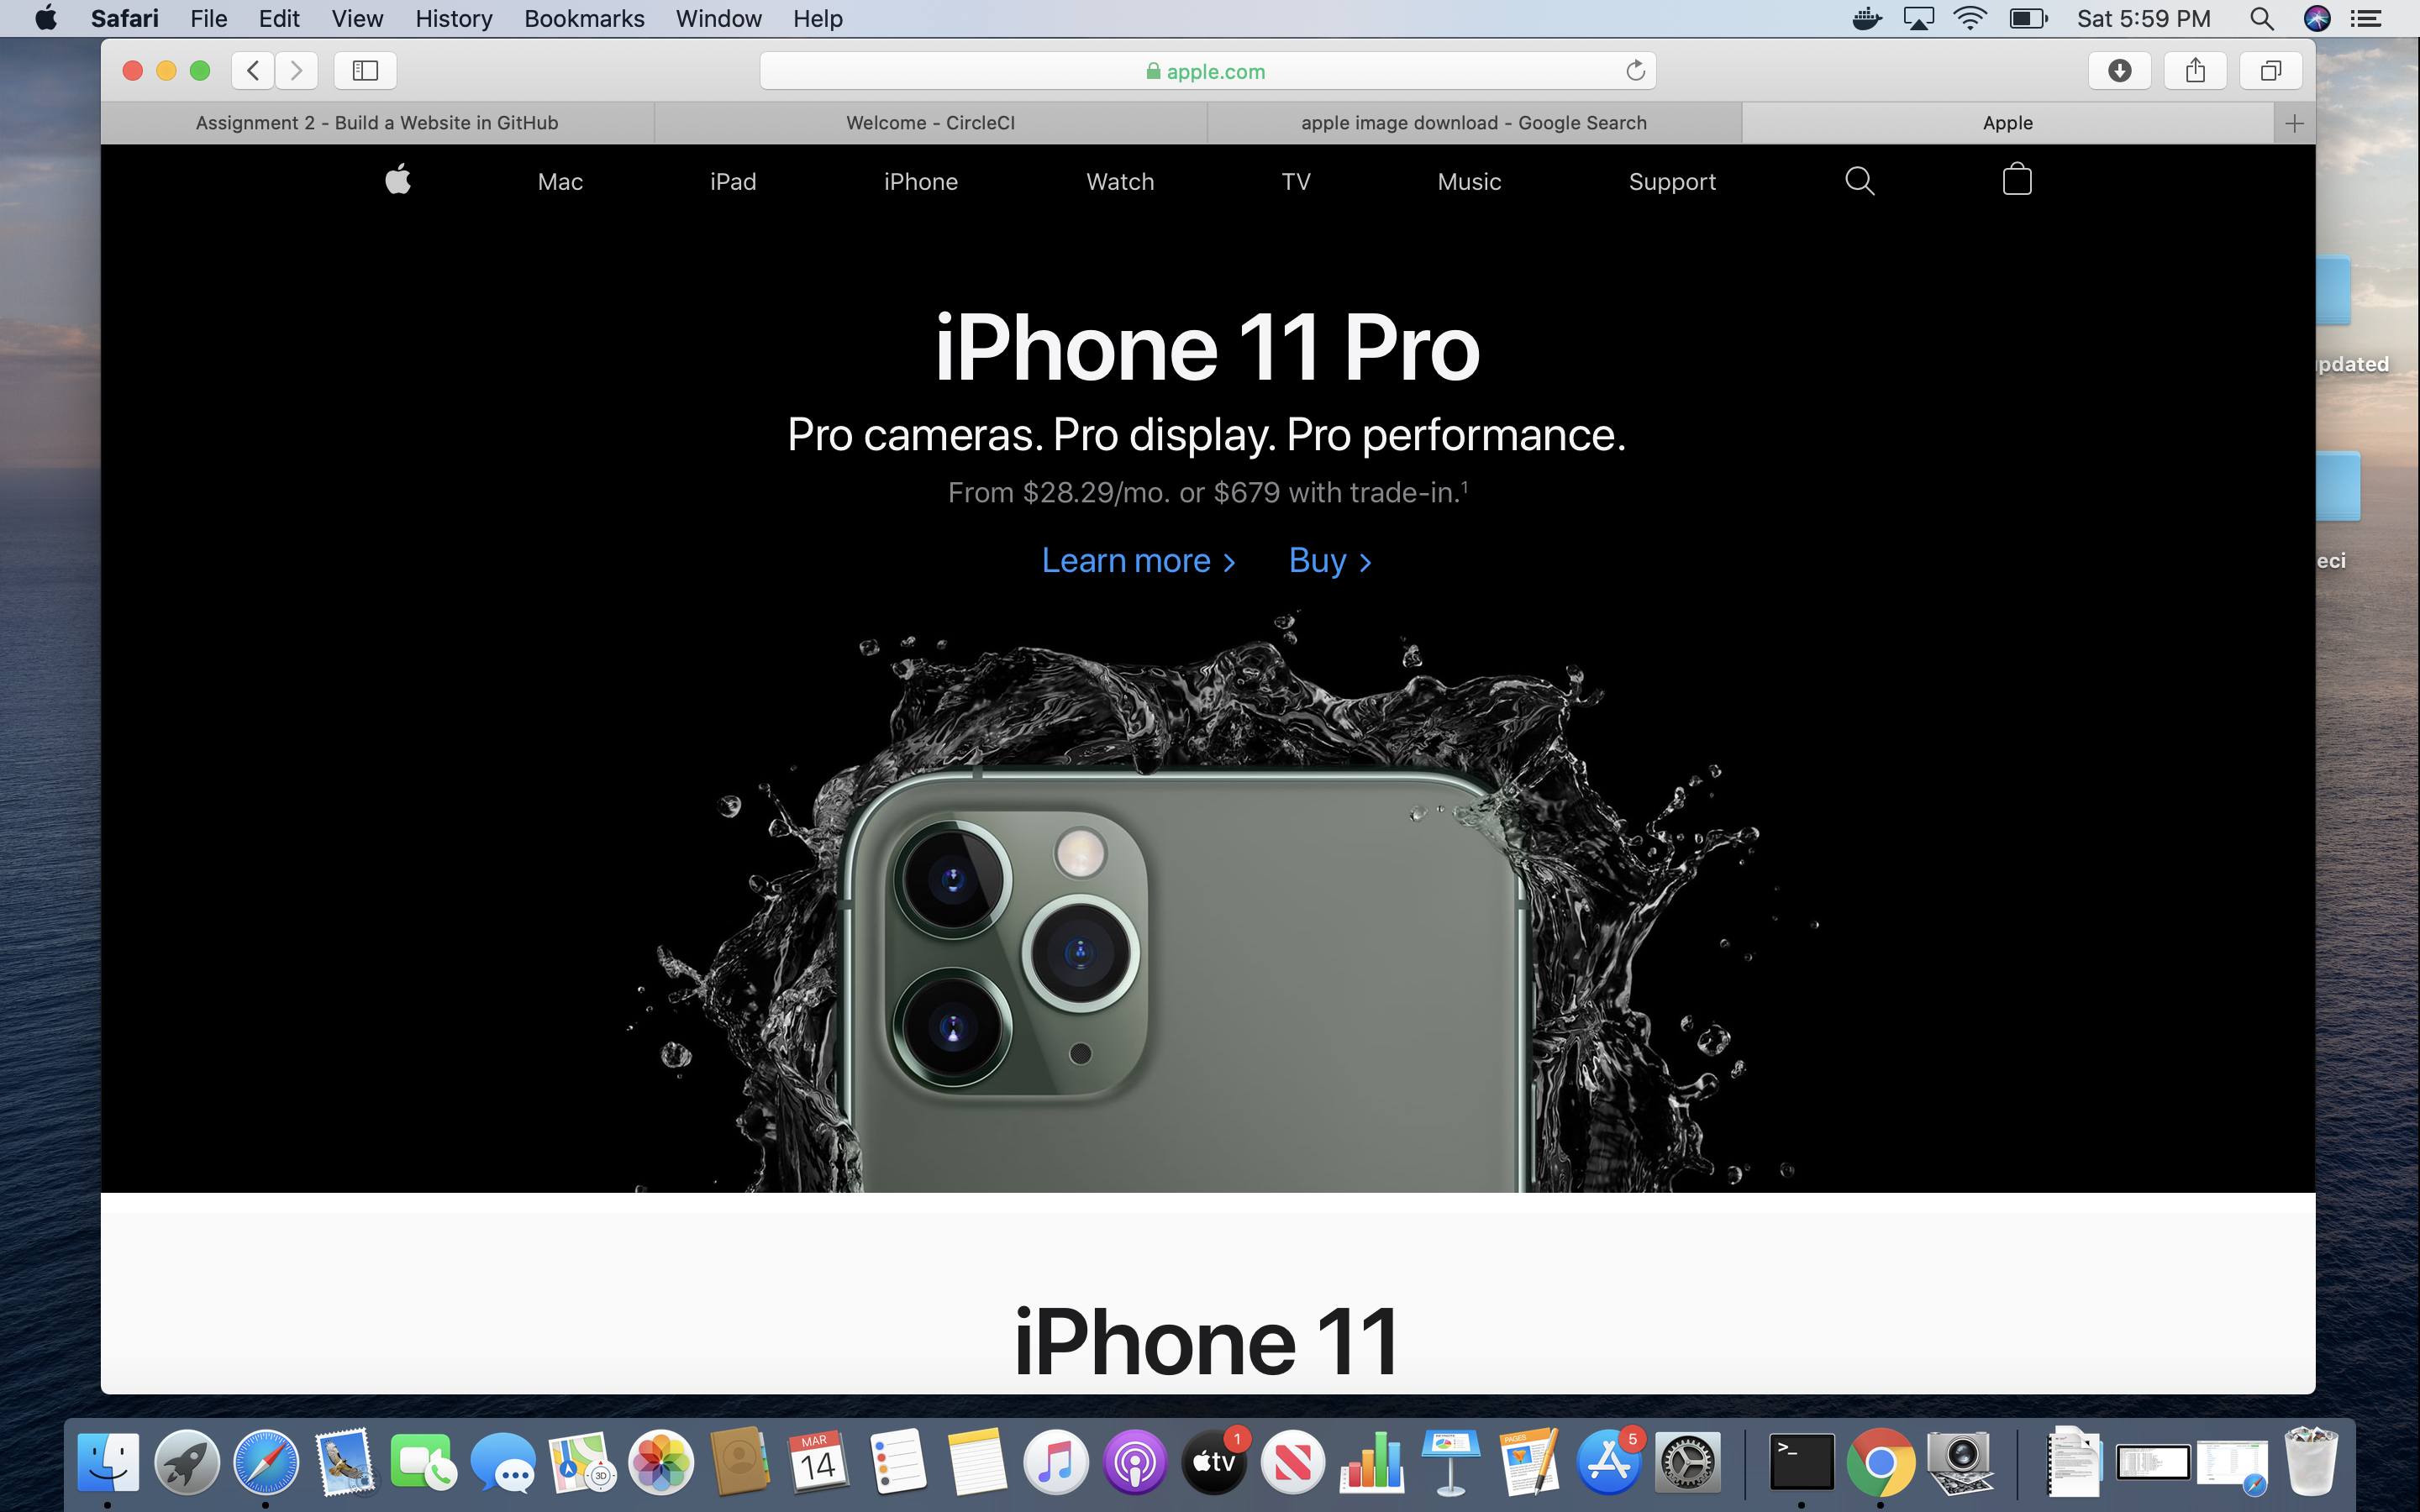 Safari File Edit View History Bookmarks Window Help Sat 5:59 PM
apple.com
Assignment 2 - Build a Website in GitHub Welcome - CircleCI apple image download - Google Search Apple
Mac iPad iPhone Watch TV Music Support
iPhone 11 Pro
Pro cameras. Pro display. Pro performance.
From $28.29/mo. or $679 with trade-in.¹
Learn more > Buy >
pdated
eci
iPhone 11
3D
MAR
14
tv
1
PAGES
5
>_